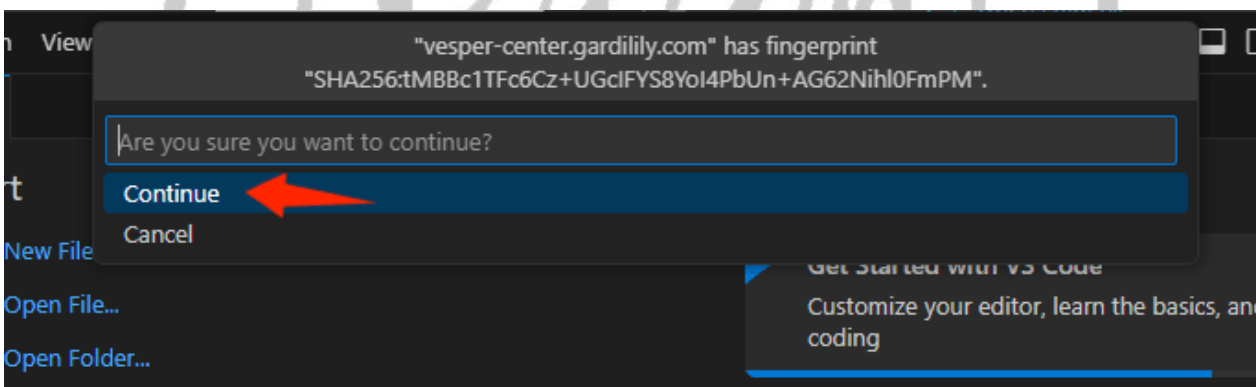 View
"vesper-center.gardilily.com" has fingerprint
"SHA256:tMBBc1TFc6Cz+UGcIFYS8YoI4PbUn+AG62Nihl0FmPM".
Are you sure you want to continue?
Continue
Cancel
New File
Open File...
Open Folder...
Get Started with VS Code
Customize your editor, learn the basics, and
coding